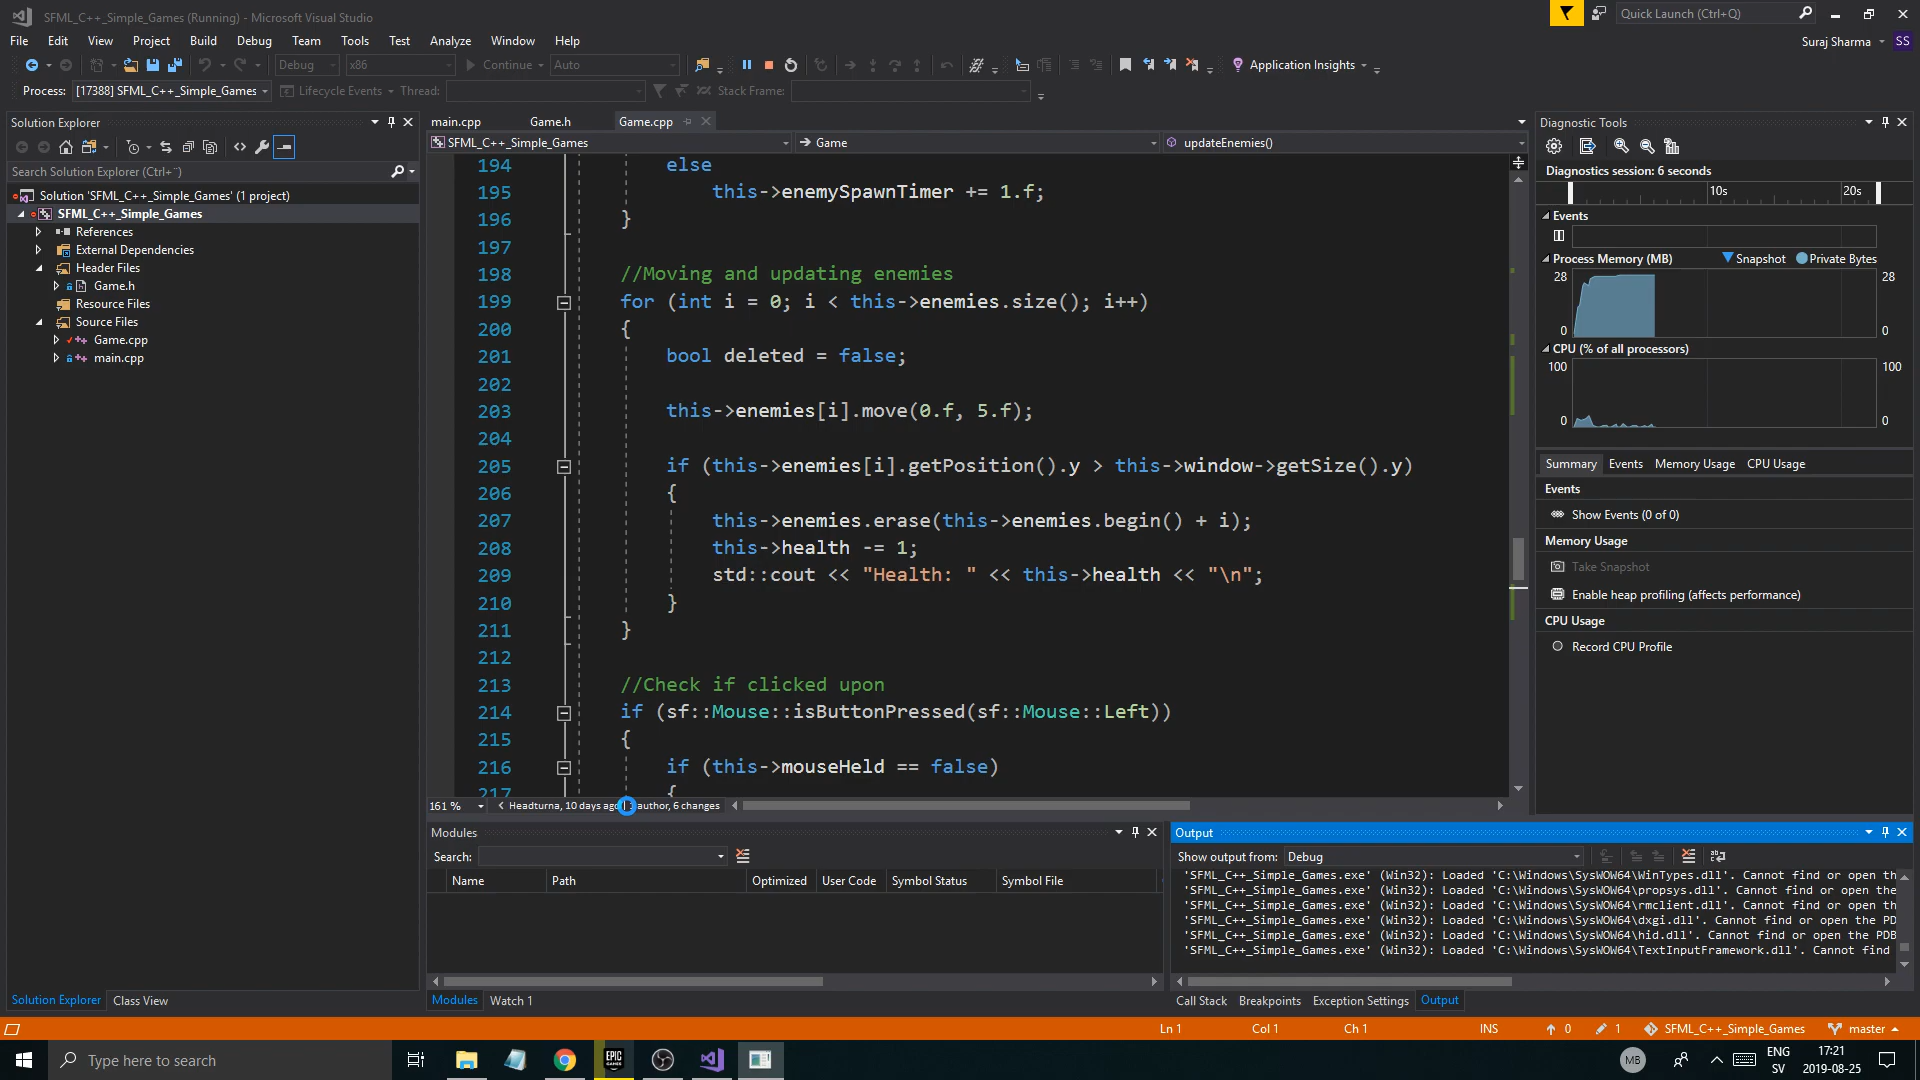 SFML_C++_Simple_Games (Running) - Microsoft Visual Studio
Quick Launch (Ctrl+Q)
File Edit View Project Build Debug Team Tools Test Analyze Window Help
Suraj Sharma SS
Debug x86 Continue Auto Application Insights
Process: [17388] SFML_C++_Simple_Games Lifecycle Events Thread: Stack Frame:
Solution Explorer
Search Solution Explorer (Ctrl+¨)
Solution 'SFML_C++_Simple_Games' (1 project)
SFML_C++_Simple_Games
References
External Dependencies
Header Files
Game.h
Resource Files
Source Files
Game.cpp
main.cpp
Solution Explorer Class View
main.cpp Game.h Game.cpp
SFML_C++_Simple_Games Game updateEnemies()
194 else
195 this->enemySpawnTimer += 1.f;
196 }
197
198 //Moving and updating enemies
199 for (int i = 0; i < this->enemies.size(); i++)
200 {
201 bool deleted = false;
202
203 this->enemies[i].move(0.f, 5.f);
204
205 if (this->enemies[i].getPosition().y > this->window->getSize().y)
206 {
207 this->enemies.erase(this->enemies.begin() + i);
208 this->health -= 1;
209 std::cout << "Health: " << this->health << "\n";
210 }
211 }
212
213 //Check if clicked upon
214 if (sf::Mouse::isButtonPressed(sf::Mouse::Left))
215 {
216 if (this->mouseHeld == false)
217 {
161 % Headturna, 10 days ago author, 6 changes
Modules
Search:
Name Path Optimized User Code Symbol Status Symbol File
Modules Watch 1
Output
Show output from: Debug
'SFML_C++_Simple_Games.exe' (Win32): Loaded 'C:\Windows\SysWOW64\WinTypes.dll'. Cannot find or open th
'SFML_C++_Simple_Games.exe' (Win32): Loaded 'C:\Windows\SysWOW64\propsys.dll'. Cannot find or open the
'SFML_C++_Simple_Games.exe' (Win32): Loaded 'C:\Windows\SysWOW64\rmclient.dll'. Cannot find or open the
'SFML_C++_Simple_Games.exe' (Win32): Loaded 'C:\Windows\SysWOW64\dxgi.dll'. Cannot find or open the PD
'SFML_C++_Simple_Games.exe' (Win32): Loaded 'C:\Windows\SysWOW64\hid.dll'. Cannot find or open the PDB
'SFML_C++_Simple_Games.exe' (Win32): Loaded 'C:\Windows\SysWOW64\TextInputFramework.dll'. Cannot find
Call Stack Breakpoints Exception Settings Output
Diagnostic Tools
Diagnostics session: 6 seconds
10s 20s
Events
Process Memory (MB) Snapshot Private Bytes
28 28
0 0
CPU (% of all processors)
100 100
0 0
Summary Events Memory Usage CPU Usage
Events
Show Events (0 of 0)
Memory Usage
Take Snapshot
Enable heap profiling (affects performance)
CPU Usage
Record CPU Profile
Ln 1 Col 1 Ch 1 INS 0 1 SFML_C++_Simple_Games master
Type here to search
EPIC GAMES
MB
ENG
SV
17:21
2019-08-25